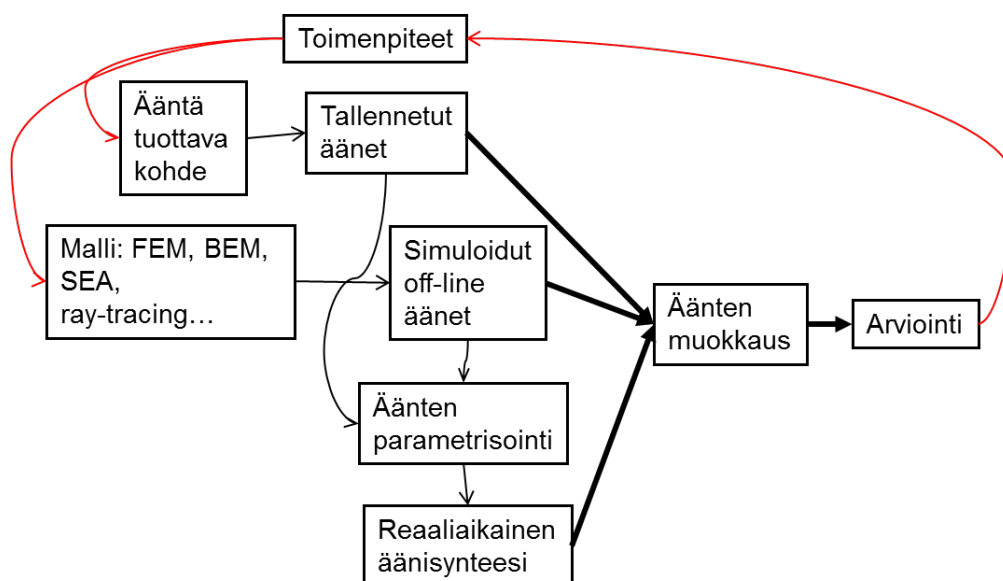 Toimenpiteet
Ääntä
tuottava
kohde
Tallennetut
äänet
Malli: FEM, BEM,
SEA,
ray-tracing…
Simuloidut
off-line
äänet
Äänten
muokkaus
Arviointi
Äänten
parametrisointi
Reaaliaikainen
äänisynteesi